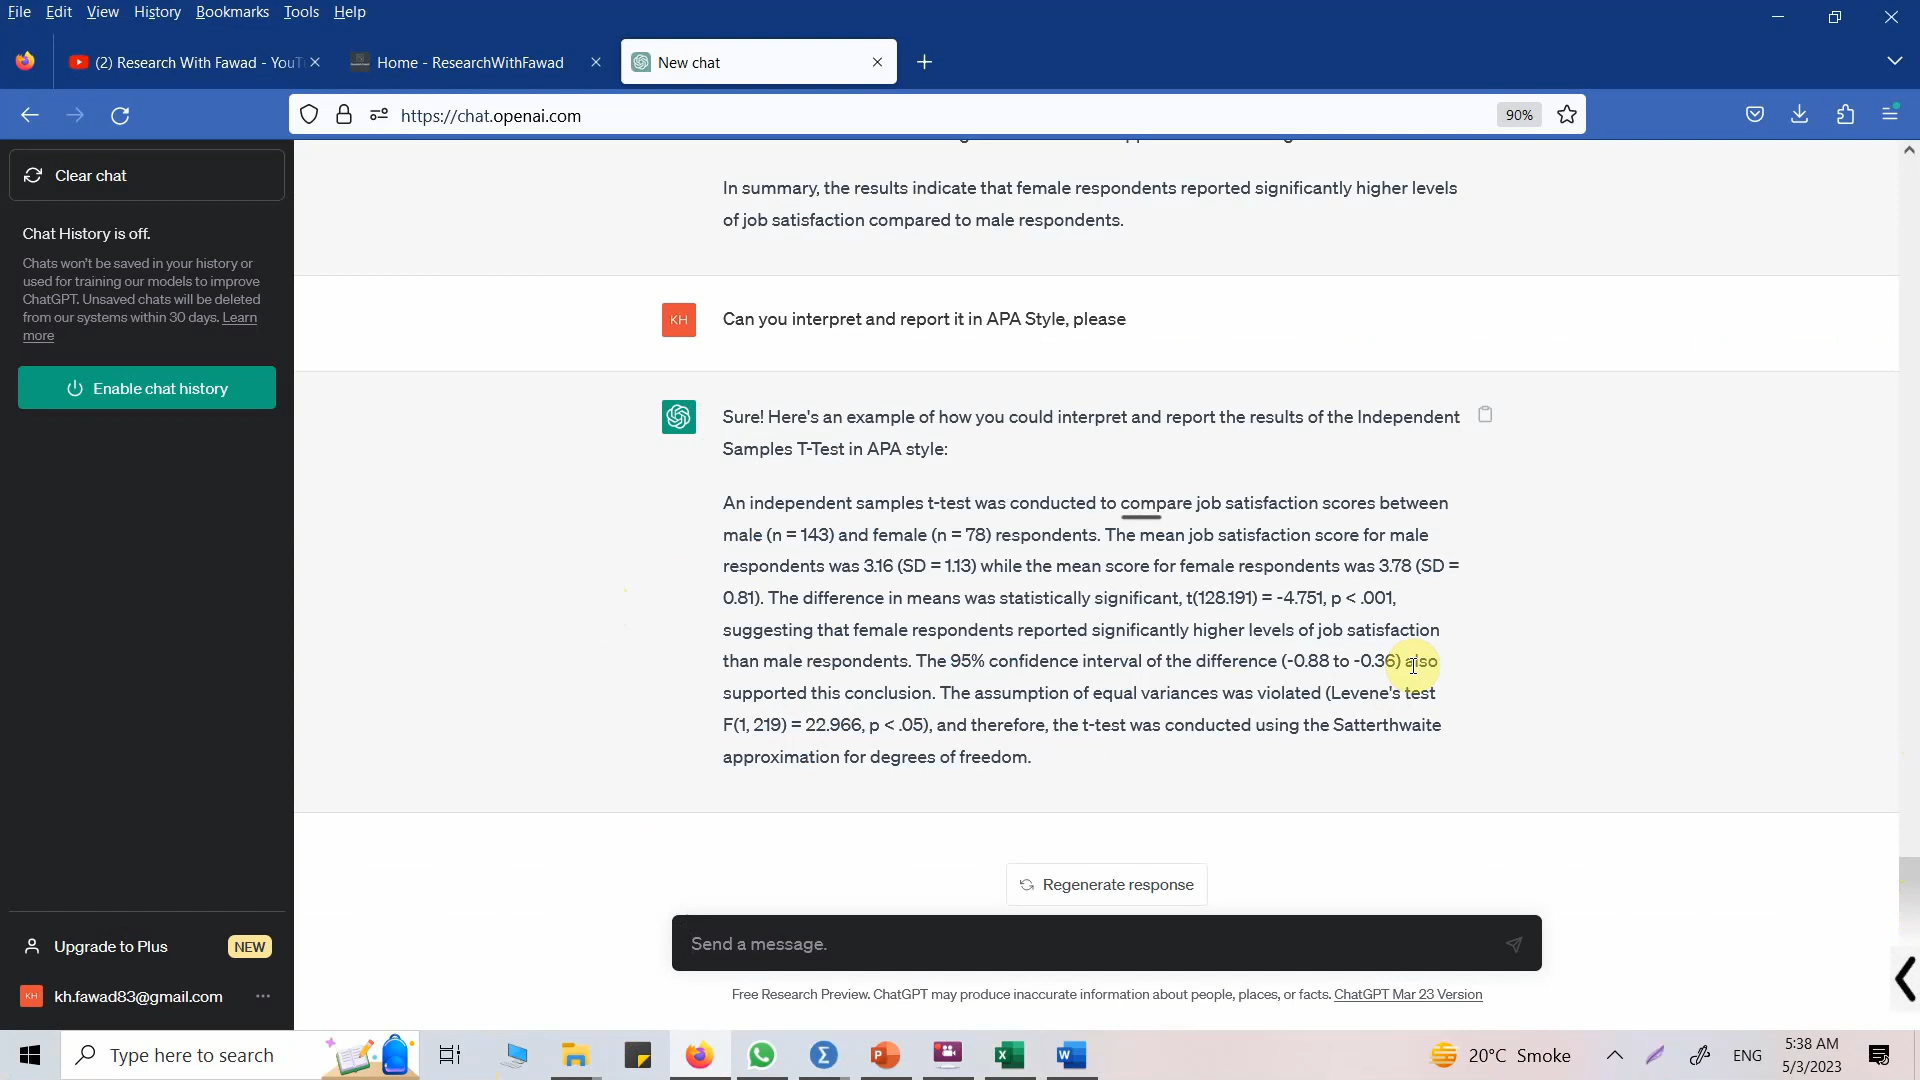 File Edit View History Bookmarks Tools Help
(2) Research With Fawad - YouT
Home - ResearchWithFawad
New chat
https://chat.openai.com
90%
Clear chat
Chat History is off.
Chats won't be saved in your history or
used for training our models to improve
ChatGPT. Unsaved chats will be deleted
from our systems within 30 days. Learn
more
Enable chat history
In summary, the results indicate that female respondents reported significantly higher levels
of job satisfaction compared to male respondents.
KH
Can you interpret and report it in APA Style, please
Sure! Here's an example of how you could interpret and report the results of the Independent
Samples T-Test in APA style:
An independent samples t-test was conducted to compare job satisfaction scores between
male (n = 143) and female (n = 78) respondents. The mean job satisfaction score for male
respondents was 3.16 (SD = 1.13) while the mean score for female respondents was 3.78 (SD =
0.81). The difference in means was statistically significant, t(128.191) = -4.751, p < .001,
suggesting that female respondents reported significantly higher levels of job satisfaction
than male respondents. The 95% confidence interval of the difference (-0.88 to -0.36) also
supported this conclusion. The assumption of equal variances was violated (Levene's test
F(1, 219) = 22.966, p < .05), and therefore, the t-test was conducted using the Satterthwaite
approximation for degrees of freedom.
Regenerate response
Send a message.
Free Research Preview. ChatGPT may produce inaccurate information about people, places, or facts. ChatGPT Mar 23 Version
Upgrade to Plus
NEW
KH
kh.fawad83@gmail.com
Type here to search
20°C Smoke
ENG
5:38 AM
5/3/2023